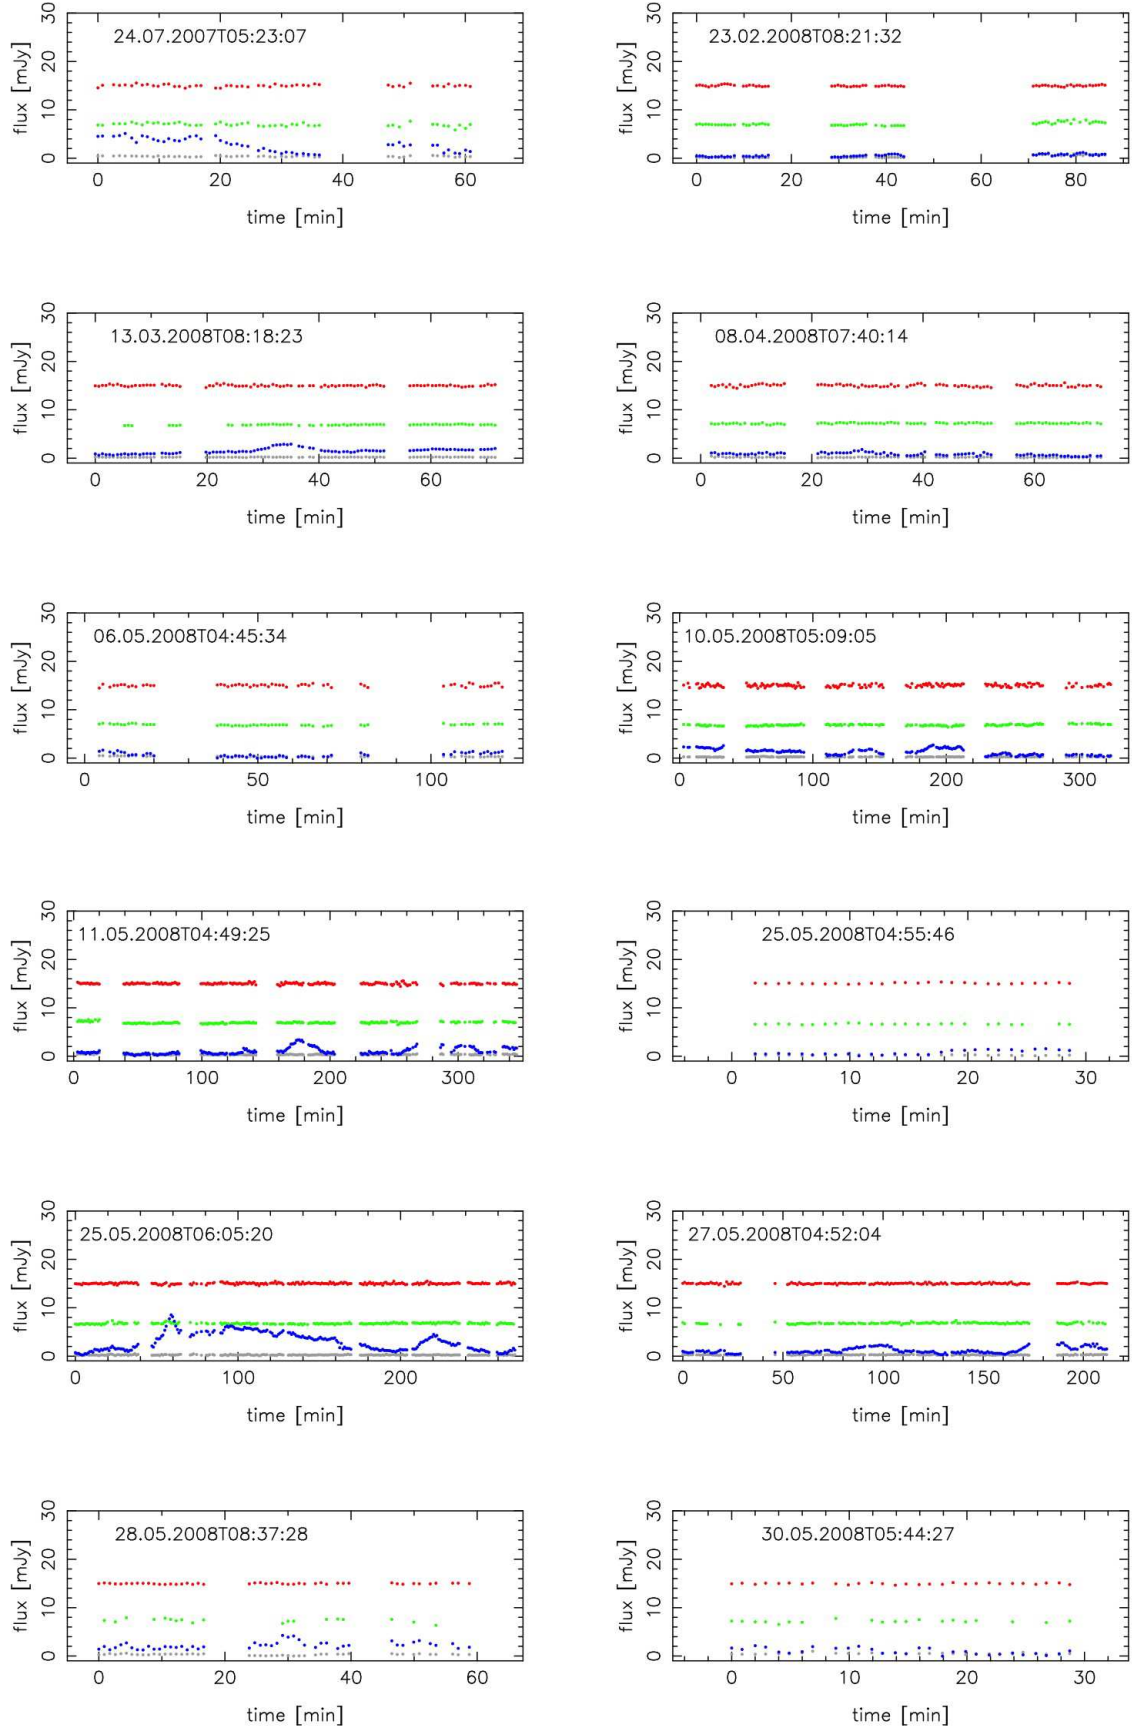 24.07.2007T05:23:07
flux [mJy]
0 10 20 30
0 20 40 60
time [min]
23.02.2008T08:21:32
flux [mJy]
0 10 20 30
0 20 40 60 80
time [min]
13.03.2008T08:18:23
flux [mJy]
0 10 20 30
0 20 40 60
time [min]
08.04.2008T07:40:14
flux [mJy]
0 10 20 30
0 20 40 60
time [min]
06.05.2008T04:45:34
flux [mJy]
0 10 20 30
0 50 100
time [min]
10.05.2008T05:09:05
flux [mJy]
0 10 20 30
0 100 200 300
time [min]
11.05.2008T04:49:25
flux [mJy]
0 10 20 30
0 100 200 300
time [min]
25.05.2008T04:55:46
flux [mJy]
0 10 20 30
0 10 20 30
time [min]
25.05.2008T06:05:20
flux [mJy]
0 10 20 30
0 100 200
time [min]
27.05.2008T04:52:04
flux [mJy]
0 10 20 30
0 50 100 150 200
time [min]
28.05.2008T08:37:28
flux [mJy]
0 10 20 30
0 20 40 60
time [min]
30.05.2008T05:44:27
flux [mJy]
0 10 20 30
0 10 20 30
time [min]